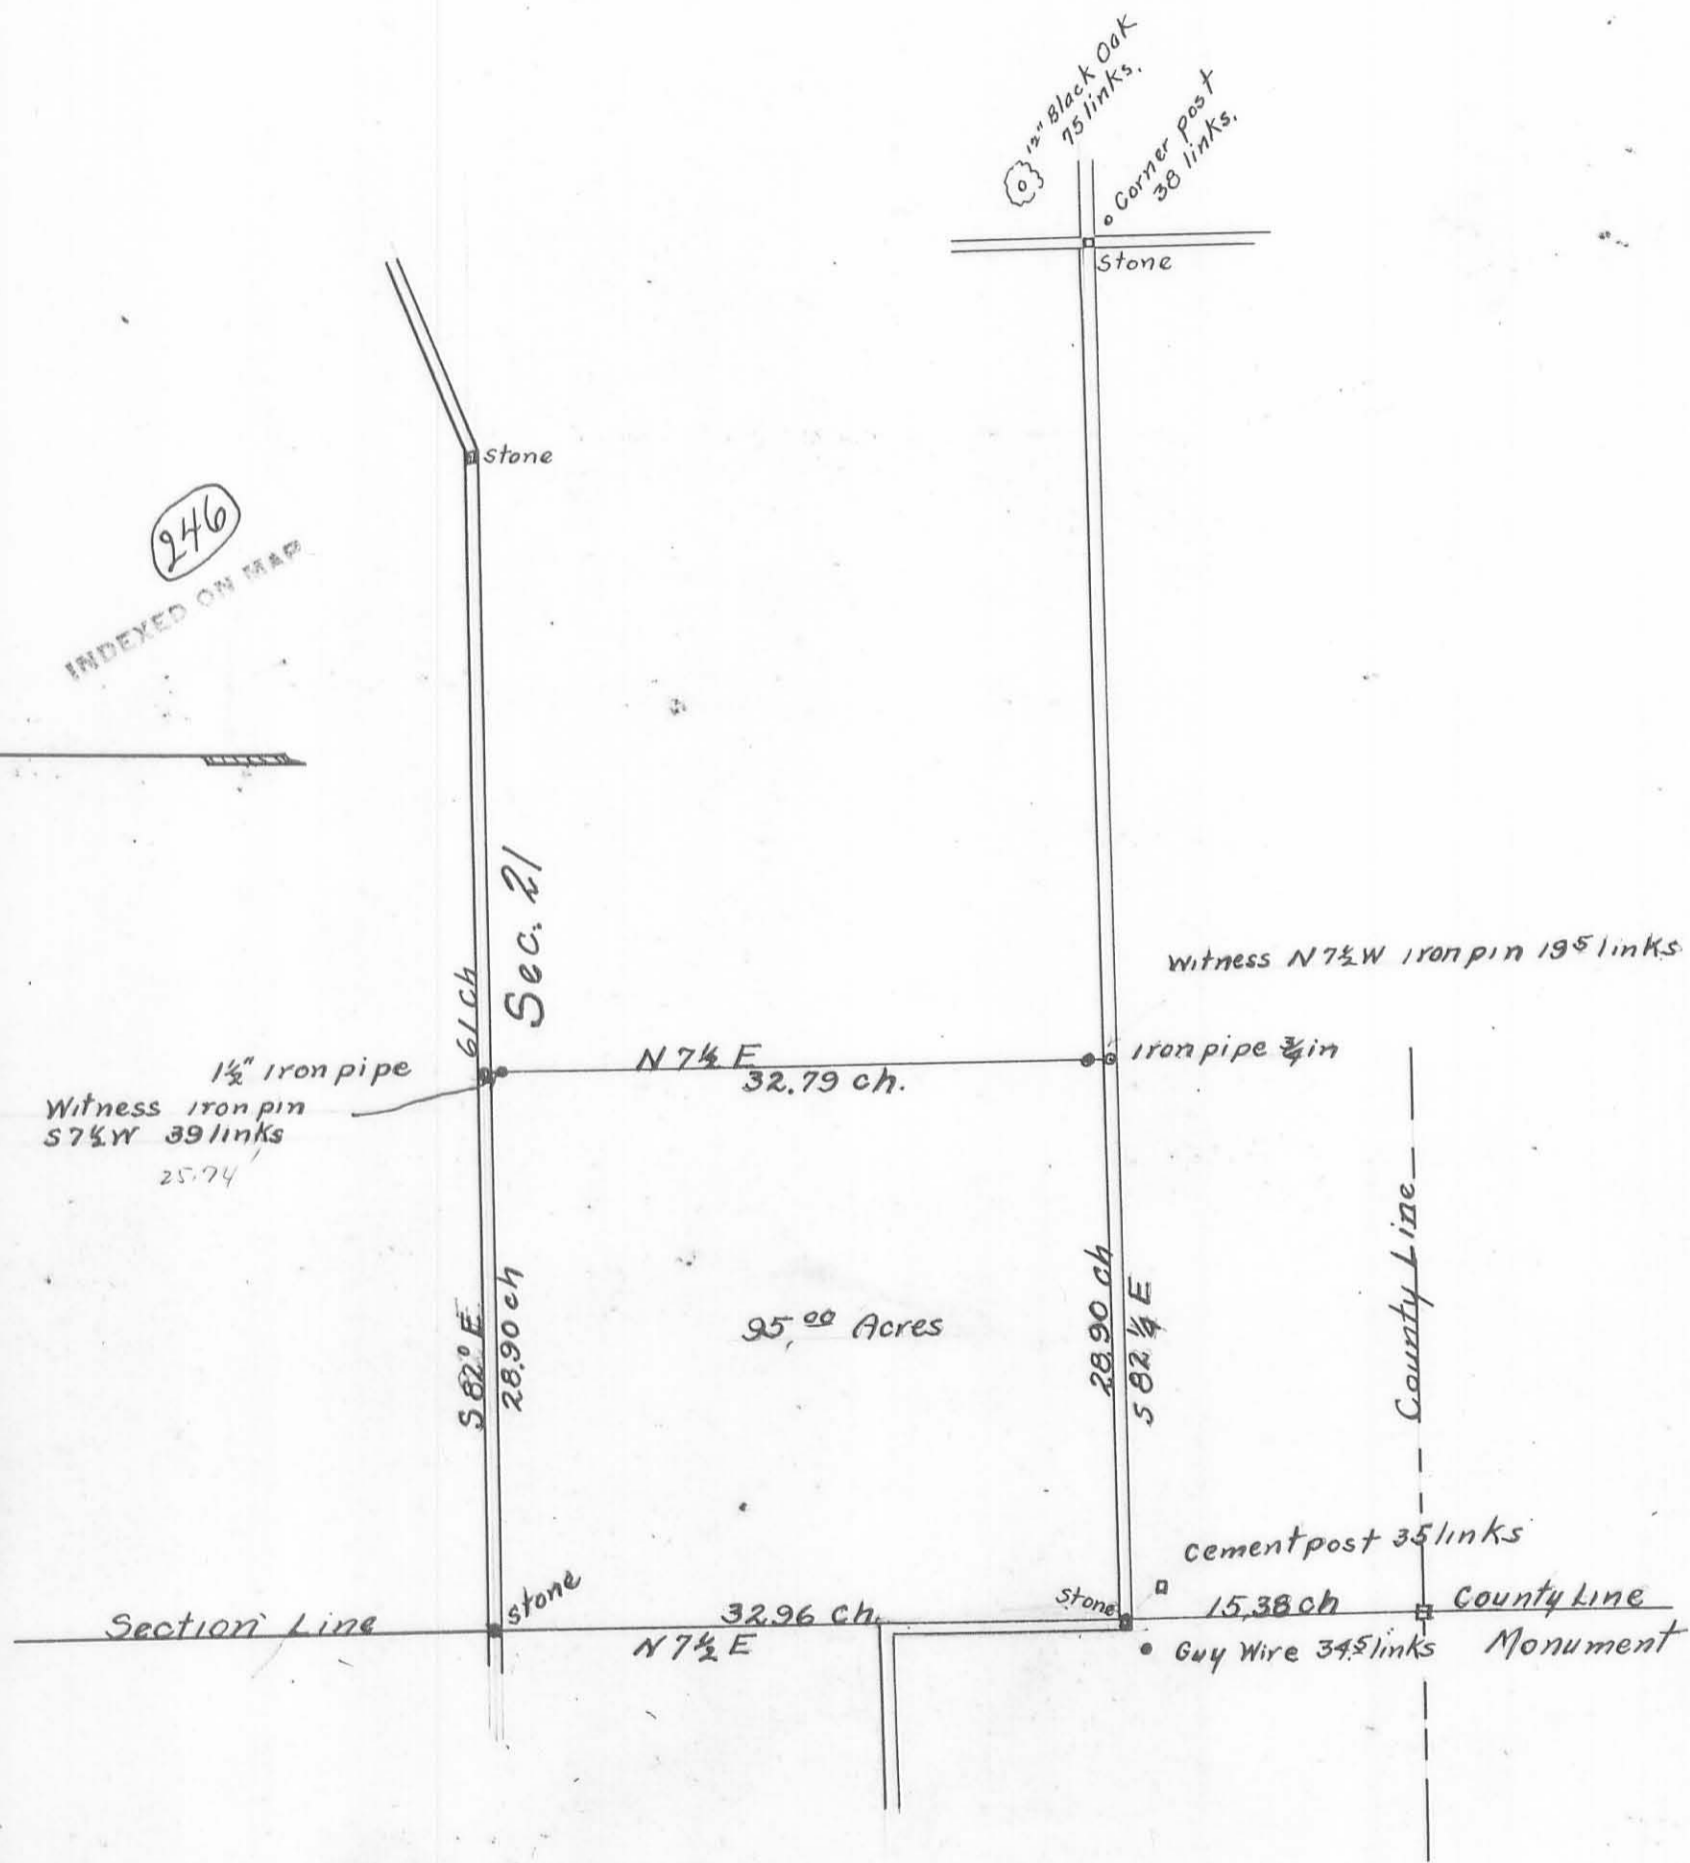 12" Black Oak
75 links.
Corner post
38 links.
Stone
stone
246
INDEXED ON MAP
Sec. 21
61 ch
Witness N 7½ W iron pin 19⁵ links
1½" iron pipe
N 7½ E
32.79 ch.
iron pipe ¾ in
Witness iron pin
S 7½ W 39 links
25.74
County Line
S 82° E
28.90 ch
95.⁰⁰ Acres
28.90 ch
S 82 ¼ E
cement post 35 links
Section Line
stone
32.96 ch.
N 7½ E
stone
15,38 ch
County Line
Monument
Guy Wire 34.⁵ links